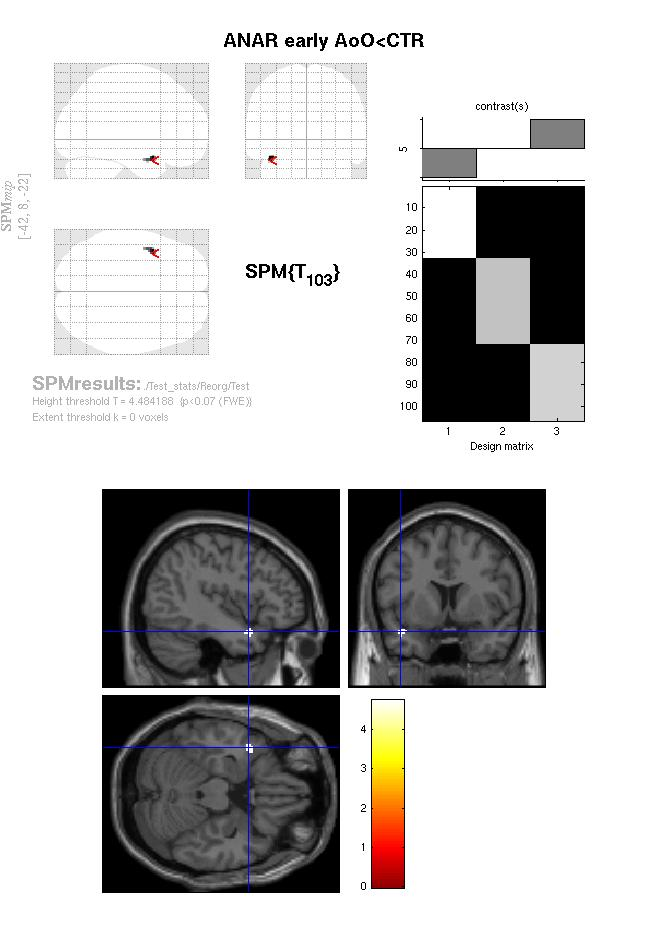 ANAR early AoO<CTR
SPMmip
[-42, 8, -22]
contrast(s)
5
SPM{T103}
10
20
30
40
50
60
70
80
90
100
1 2 3
Design matrix
SPMresults: ./Test_stats/Reorg/Test
Height threshold T = 4.484188 {p<0.07 (FWE)}
Extent threshold k = 0 voxels
4
3
2
1
0